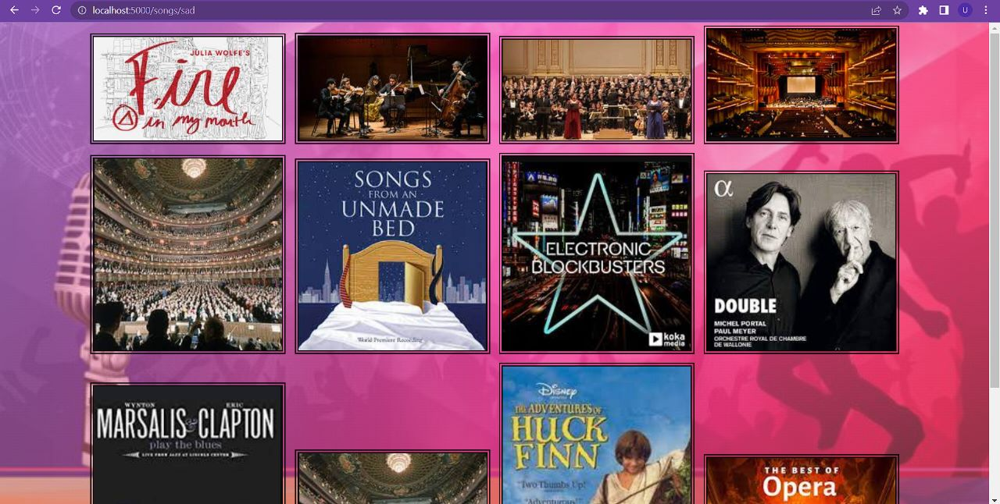 localhost:5000/songs/sad
U
JULIA WOLFE'S
Fire
in my mouth
SONGS
FROM AN
UNMADE
BED
World Premiere Recording
ELECTRONIC
BLOCKBUSTERS
koka
media
α
DOUBLE
MICHEL PORTAL
PAUL MEYER
ORCHESTRE ROYAL DE CHAMBRE
DE WALLONIE
WYNTON ERIC
MARSALIS & CLAPTON
play the blues
LIVE FROM JAZZ AT LINCOLN CENTER
Disney
THE ADVENTURES OF
HUCK
FINN
"Two Thumbs Up!"
"Adventurous!"
THE BEST OF
Opera